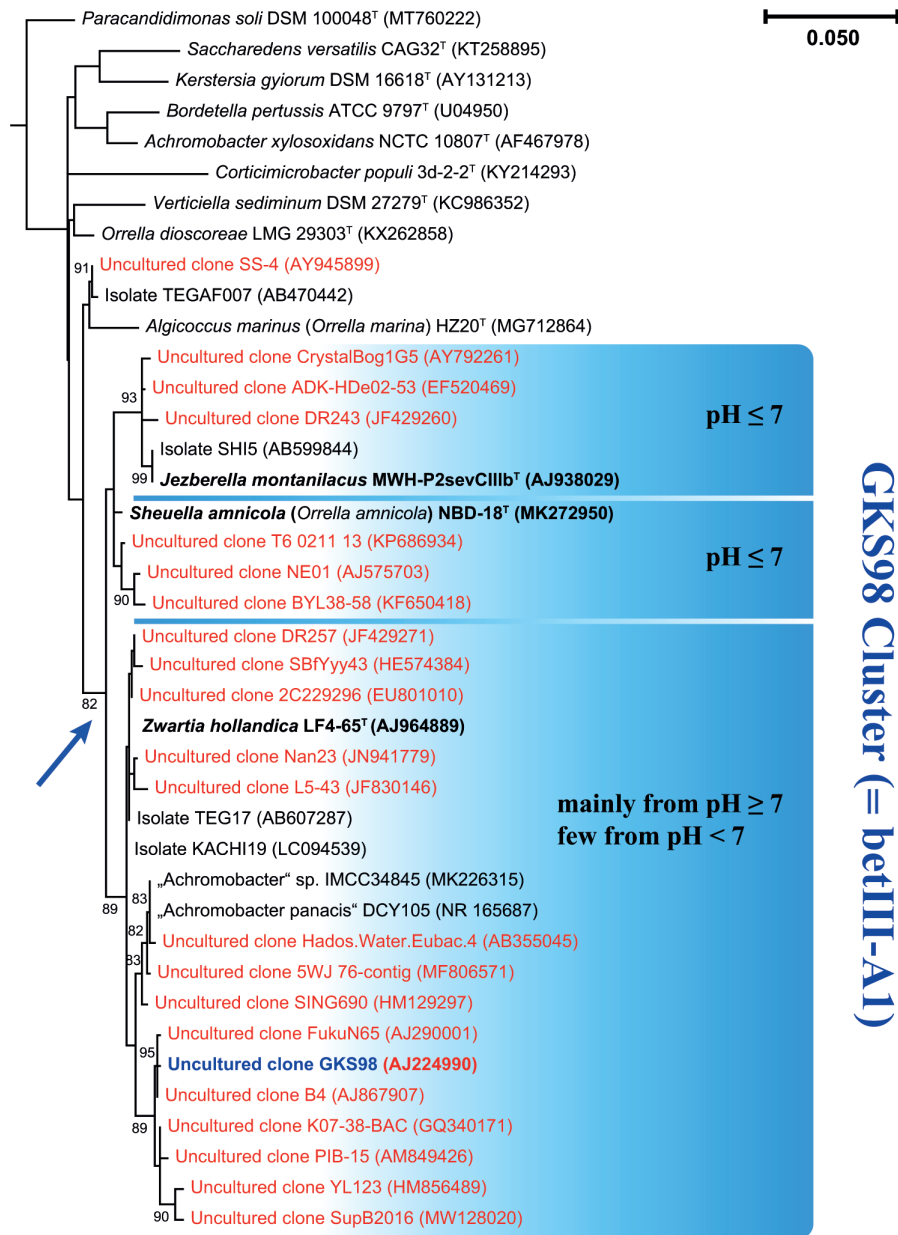 Paracandidimonas soli DSM 100048ᵀ (MT760222)
0.050
Saccharedens versatilis CAG32ᵀ (KT258895)
Kerstersia gyiorum DSM 16618ᵀ (AY131213)
Bordetella pertussis ATCC 9797ᵀ (U04950)
Achromobacter xylosoxidans NCTC 10807ᵀ (AF467978)
Corticimicrobacter populi 3d-2-2ᵀ (KY214293)
Verticiella sediminum DSM 27279ᵀ (KC986352)
Orrella dioscoreae LMG 29303ᵀ (KX262858)
91
Uncultured clone SS-4 (AY945899)
Isolate TEGAF007 (AB470442)
Algicoccus marinus (Orrella marina) HZ20ᵀ (MG712864)
Uncultured clone CrystalBog1G5 (AY792261)
Uncultured clone ADK-HDe02-53 (EF520469)
93
Uncultured clone DR243 (JF429260)
pH ≤ 7
Isolate SHI5 (AB599844)
99
Jezberella montanilacus MWH-P2sevCIIIbᵀ (AJ938029)
Sheuella amnicola (Orrella amnicola) NBD-18ᵀ (MK272950)
Uncultured clone T6 0211 13 (KP686934)
pH ≤ 7
Uncultured clone NE01 (AJ575703)
90
Uncultured clone BYL38-58 (KF650418)
Uncultured clone DR257 (JF429271)
Uncultured clone SBfYyy43 (HE574384)
Uncultured clone 2C229296 (EU801010)
82
Zwartia hollandica LF4-65ᵀ (AJ964889)
Uncultured clone Nan23 (JN941779)
Uncultured clone L5-43 (JF830146)
mainly from pH ≥ 7
few from pH < 7
Isolate TEG17 (AB607287)
Isolate KACHI19 (LC094539)
89
83
„Achromobacter“ sp. IMCC34845 (MK226315)
„Achromobacter panacis“ DCY105 (NR 165687)
82
Uncultured clone Hados.Water.Eubac.4 (AB355045)
83
Uncultured clone 5WJ 76-contig (MF806571)
Uncultured clone SING690 (HM129297)
Uncultured clone FukuN65 (AJ290001)
95
Uncultured clone GKS98 (AJ224990)
Uncultured clone B4 (AJ867907)
89
Uncultured clone K07-38-BAC (GQ340171)
Uncultured clone PIB-15 (AM849426)
Uncultured clone YL123 (HM856489)
90
Uncultured clone SupB2016 (MW128020)
GKS98 Cluster (= betIII-A1)